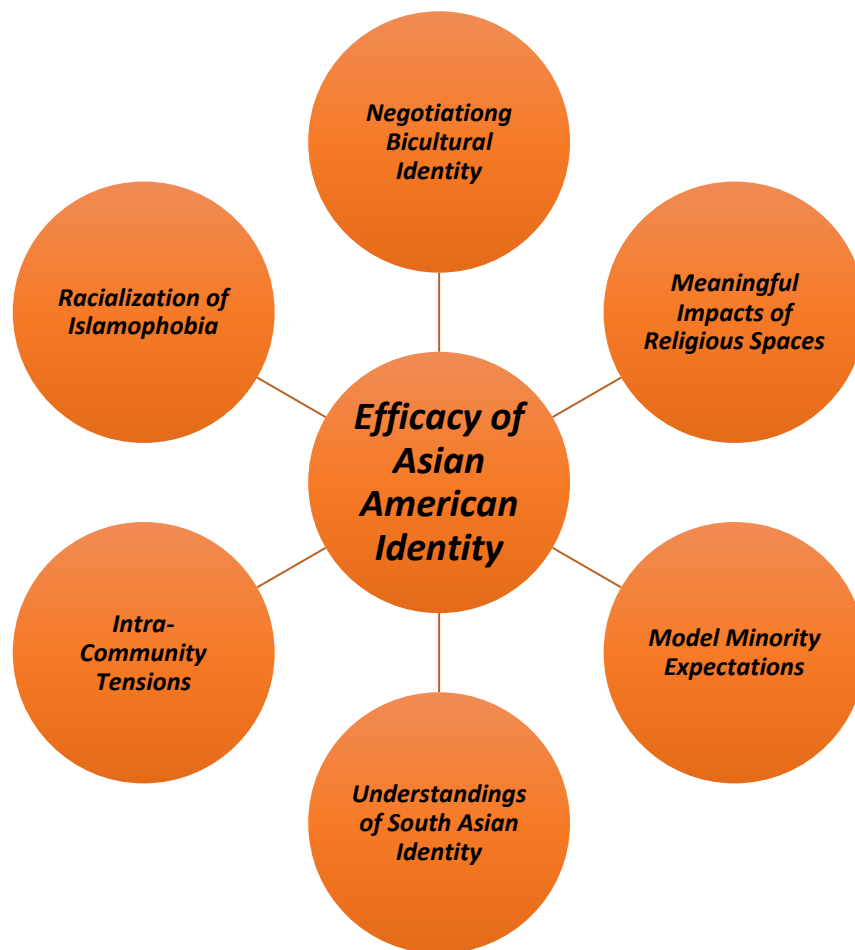 Negotiationg
Bicultural
Identity
Racialization of
Islamophobia
Meaningful
Impacts of
Religious Spaces
Efficacy of
Asian
American
Identity
Intra-
Community
Tensions
Model Minority
Expectations
Understandings
of South Asian
Identity